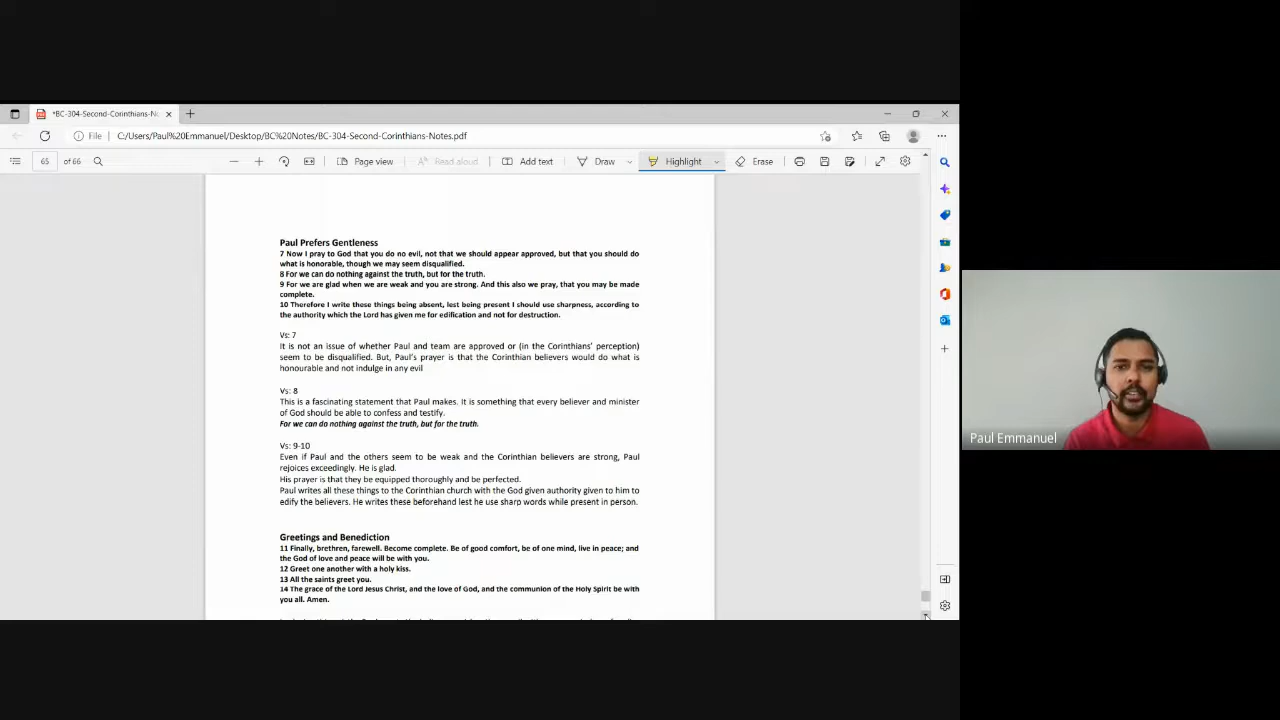 *BC-304-Second-Corinthians-No
File
C:/Users/Paul%20Emmanuel/Desktop/BC%20Notes/BC-304-Second-Corinthians-Notes.pdf
65 of 66
Page view
Read aloud
Add text
Draw
Highlight
Erase
Paul Prefers Gentleness
7 Now I pray to God that you do no evil, not that we should appear approved, but that you should do
what is honorable, though we may seem disqualified.
8 For we can do nothing against the truth, but for the truth.
9 For we are glad when we are weak and you are strong. And this also we pray, that you may be made
complete.
10 Therefore I write these things being absent, lest being present I should use sharpness, according to
the authority which the Lord has given me for edification and not for destruction.
Vs: 7
It is not an issue of whether Paul and team are approved or (in the Corinthians' perception)
seem to be disqualified. But, Paul's prayer is that the Corinthian believers would do what is
honourable and not indulge in any evil
Vs: 8
This is a fascinating statement that Paul makes. It is something that every believer and minister
of God should be able to confess and testify.
For we can do nothing against the truth, but for the truth.
Vs: 9-10
Even if Paul and the others seem to be weak and the Corinthian believers are strong, Paul
rejoices exceedingly. He is glad.
His prayer is that they be equipped thoroughly and be perfected.
Paul writes all these things to the Corinthian church with the God given authority given to him to
edify the believers. He writes these beforehand lest he use sharp words while present in person.
Greetings and Benediction
11 Finally, brethren, farewell. Become complete. Be of good comfort, be of one mind, live in peace; and
the God of love and peace will be with you.
12 Greet one another with a holy kiss.
13 All the saints greet you.
14 The grace of the Lord Jesus Christ, and the love of God, and the communion of the Holy Spirit be with
you all. Amen.
Paul Emmanuel